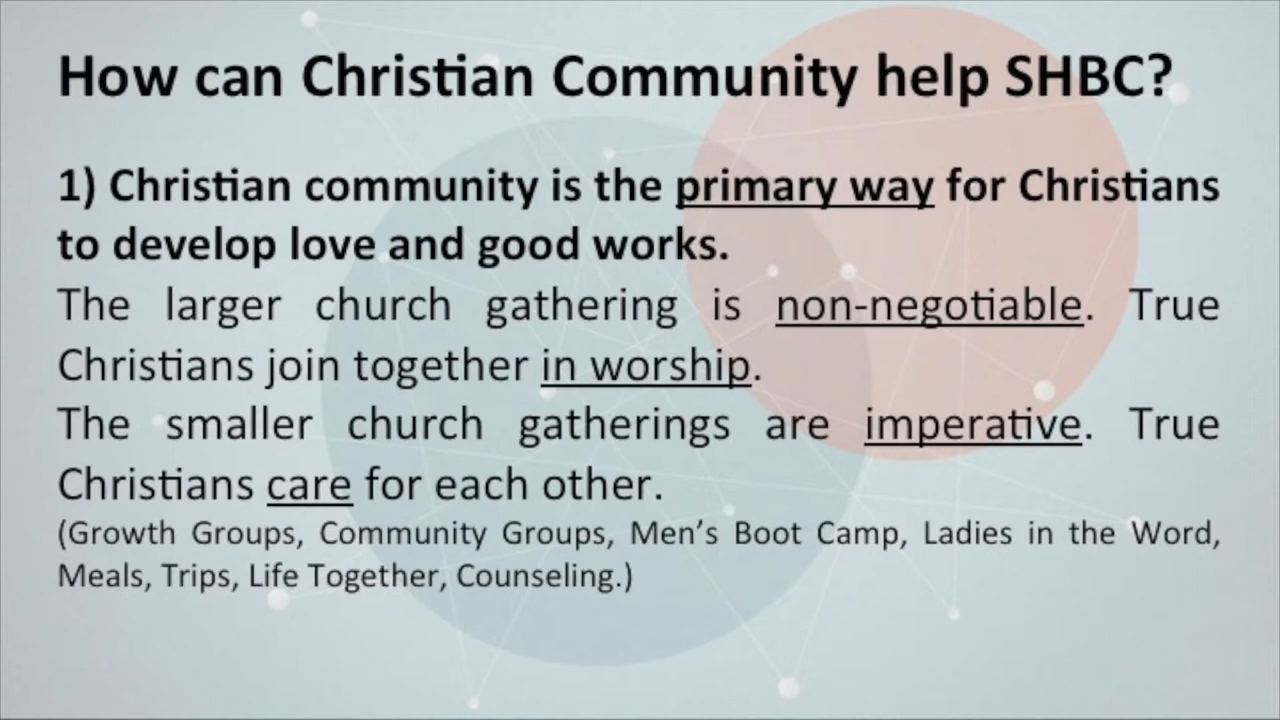 How can Christian Community help SHBC?
1) Christian community is the primary way for Christians
to develop love and good works.
The larger church gathering is non-negotiable. True
Christians join together in worship.
The smaller church gatherings are imperative. True
Christians care for each other.
(Growth Groups, Community Groups, Men’s Boot Camp, Ladies in the Word,
Meals, Trips, Life Together, Counseling.)